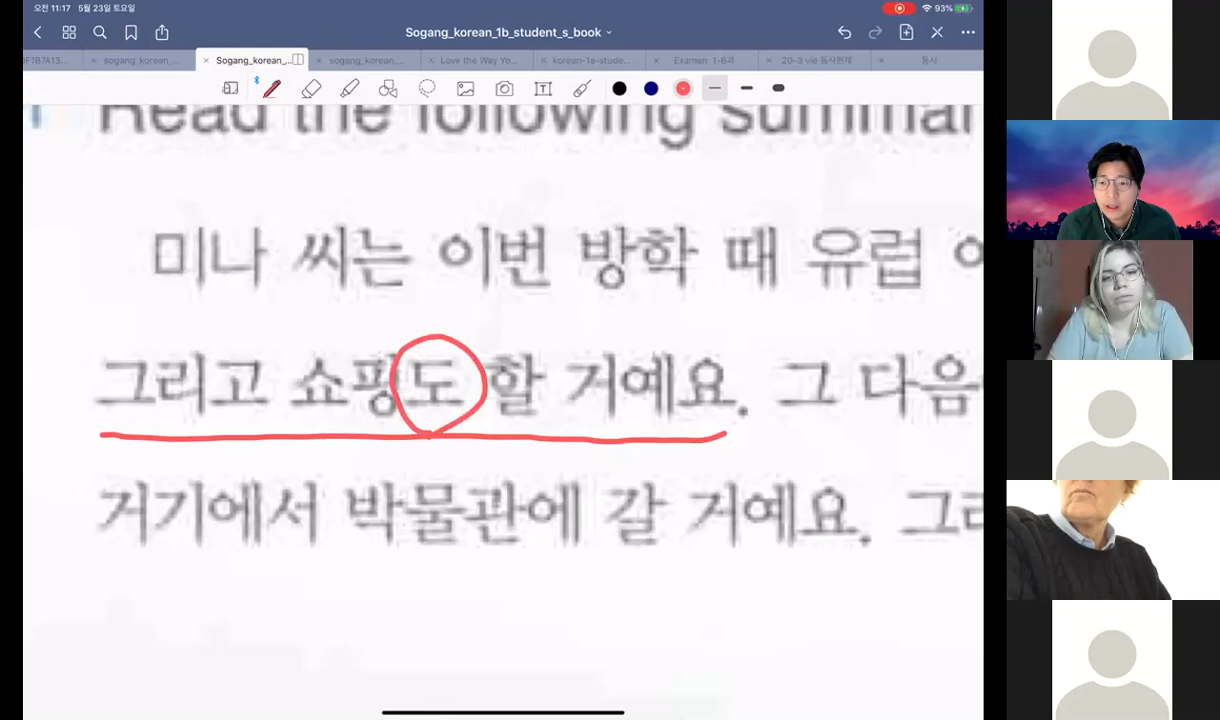 오전 11:17 5월 23일 토요일
93%
Sogang_korean_1b_student_s_book
sogang_korean_...
Sogang_korean_...
sogang_korean_...
Love the Way Yo...
korean-1a-stude...
Examen 1-6과
Read the following
미나 씨는 이번 방학 때 유럽
그리고 쇼핑도 할 거예요. 그 다음
거기에서 박물관에 갈 거예요.